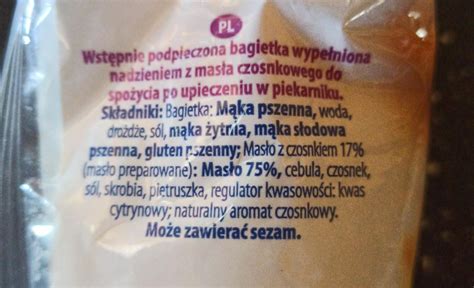 PL
Wstępnie podpieczona bagietka wypełniona
nadzieniem z masła czosnkowego do
spożycia po upieczeniu w piekarniku.
Składniki: Bagietka: Mąka pszenna, woda,
drożdże, sól, mąka żytnia, mąka słodowa
pszenna, gluten pszenny; Masło z czosnkiem 17%
(masło preparowane): Masło 75%, cebula, czosnek,
sól, skrobia, pietruszka, regulator kwasowości: kwas
cytrynowy; naturalny aromat czosnkowy.
Może zawierać sezam.